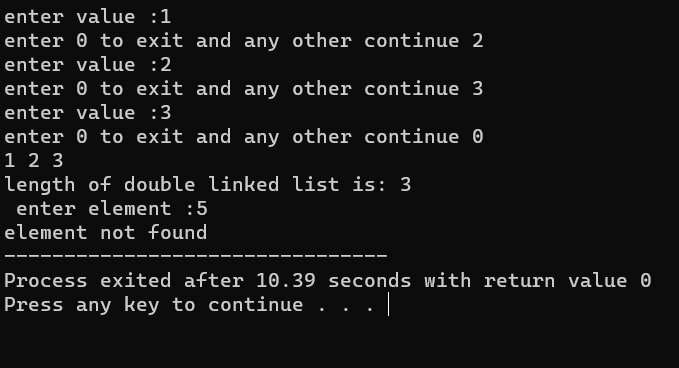 enter value :1
enter 0 to exit and any other continue 2
enter value :2
enter 0 to exit and any other continue 3
enter value :3
enter 0 to exit and any other continue 0
1 2 3
length of double linked list is: 3
 enter element :5
element not found
--------------------------------
Process exited after 10.39 seconds with return value 0
Press any key to continue . . .